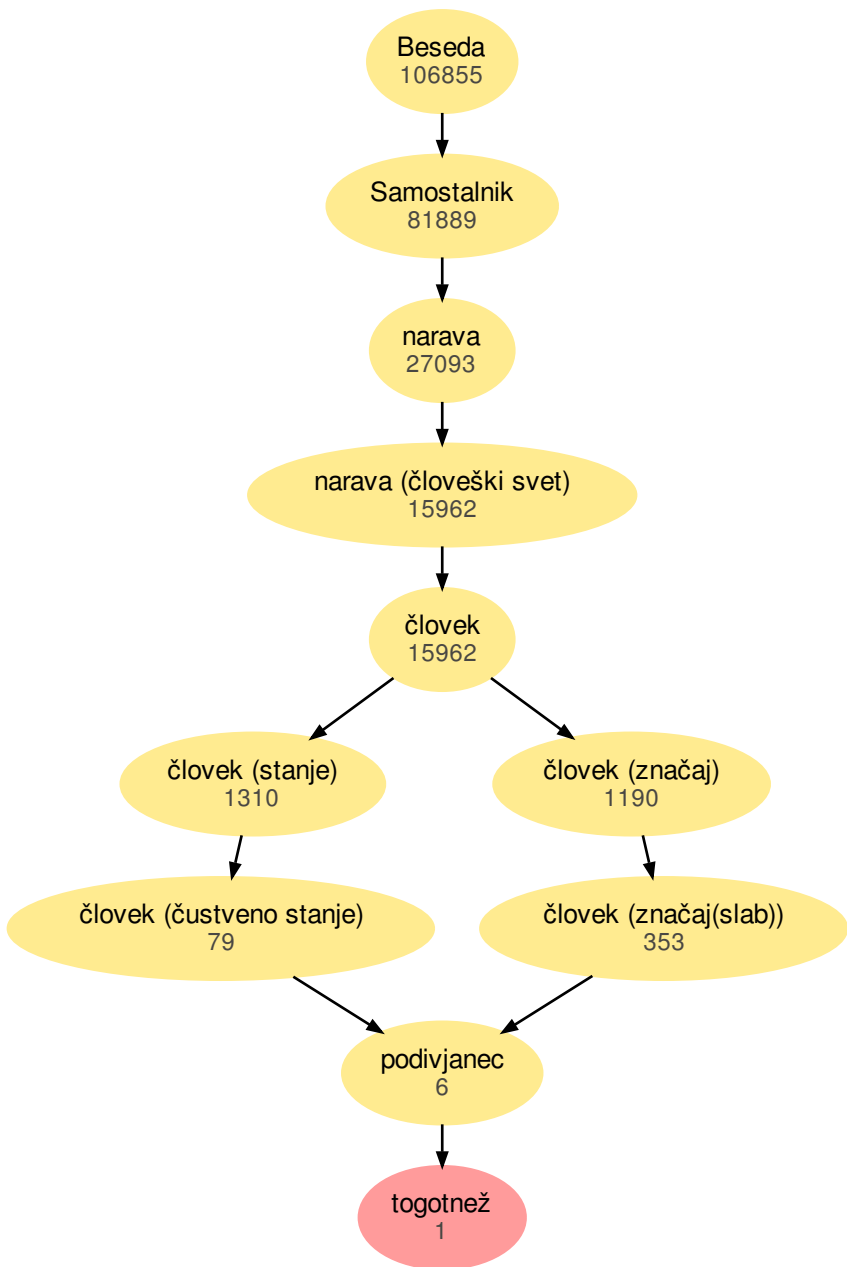 Beseda
106855
Samostalnik
81889
narava
27093
narava (človeški svet)
15962
človek
15962
človek (stanje)
1310
človek (značaj)
1190
človek (čustveno stanje)
79
človek (značaj(slab))
353
podivjanec
6
togotnež
1